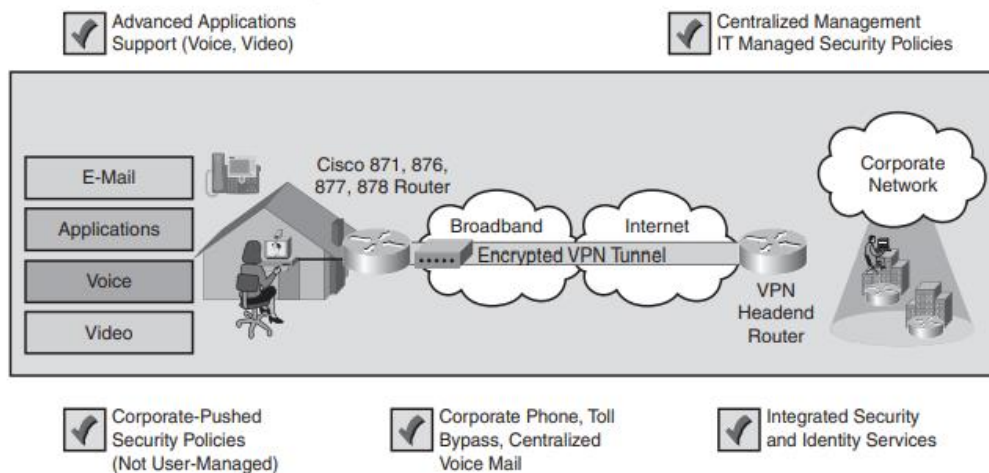 Advanced Applications
Support (Voice, Video)
Centralized Management
IT Managed Security Policies
E-Mail
Applications
Voice
Video
Cisco 871, 876,
877, 878 Router
Broadband
Internet
Encrypted VPN Tunnel
VPN
Headend
Router
Corporate
Network
Corporate-Pushed
Security Policies
(Not User-Managed)
Corporate Phone, Toll
Bypass, Centralized
Voice Mail
Integrated Security
and Identity Services